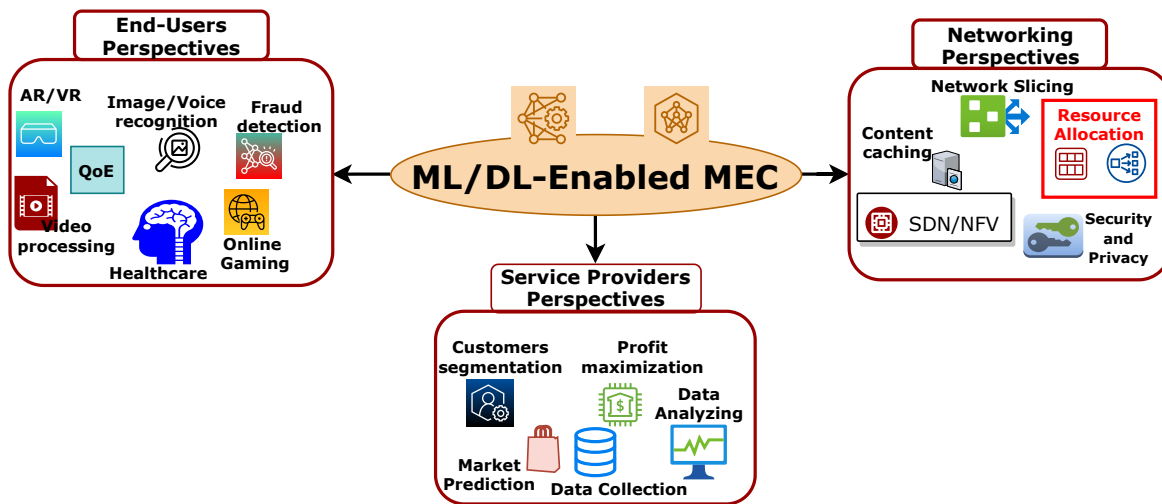 End-Users
Perspectives
AR/VR
Image/Voice
recognition
Fraud
detection
QoE
Video
processing
Healthcare
Online
Gaming
ML/DL-Enabled MEC
Networking
Perspectives
Network Slicing
Content
caching
Resource
Allocation
SDN/NFV
Security
and
Privacy
Service Providers
Perspectives
Customers
segmentation
Profit
maximization
$
Data
Analyzing
Market
Prediction
Data Collection